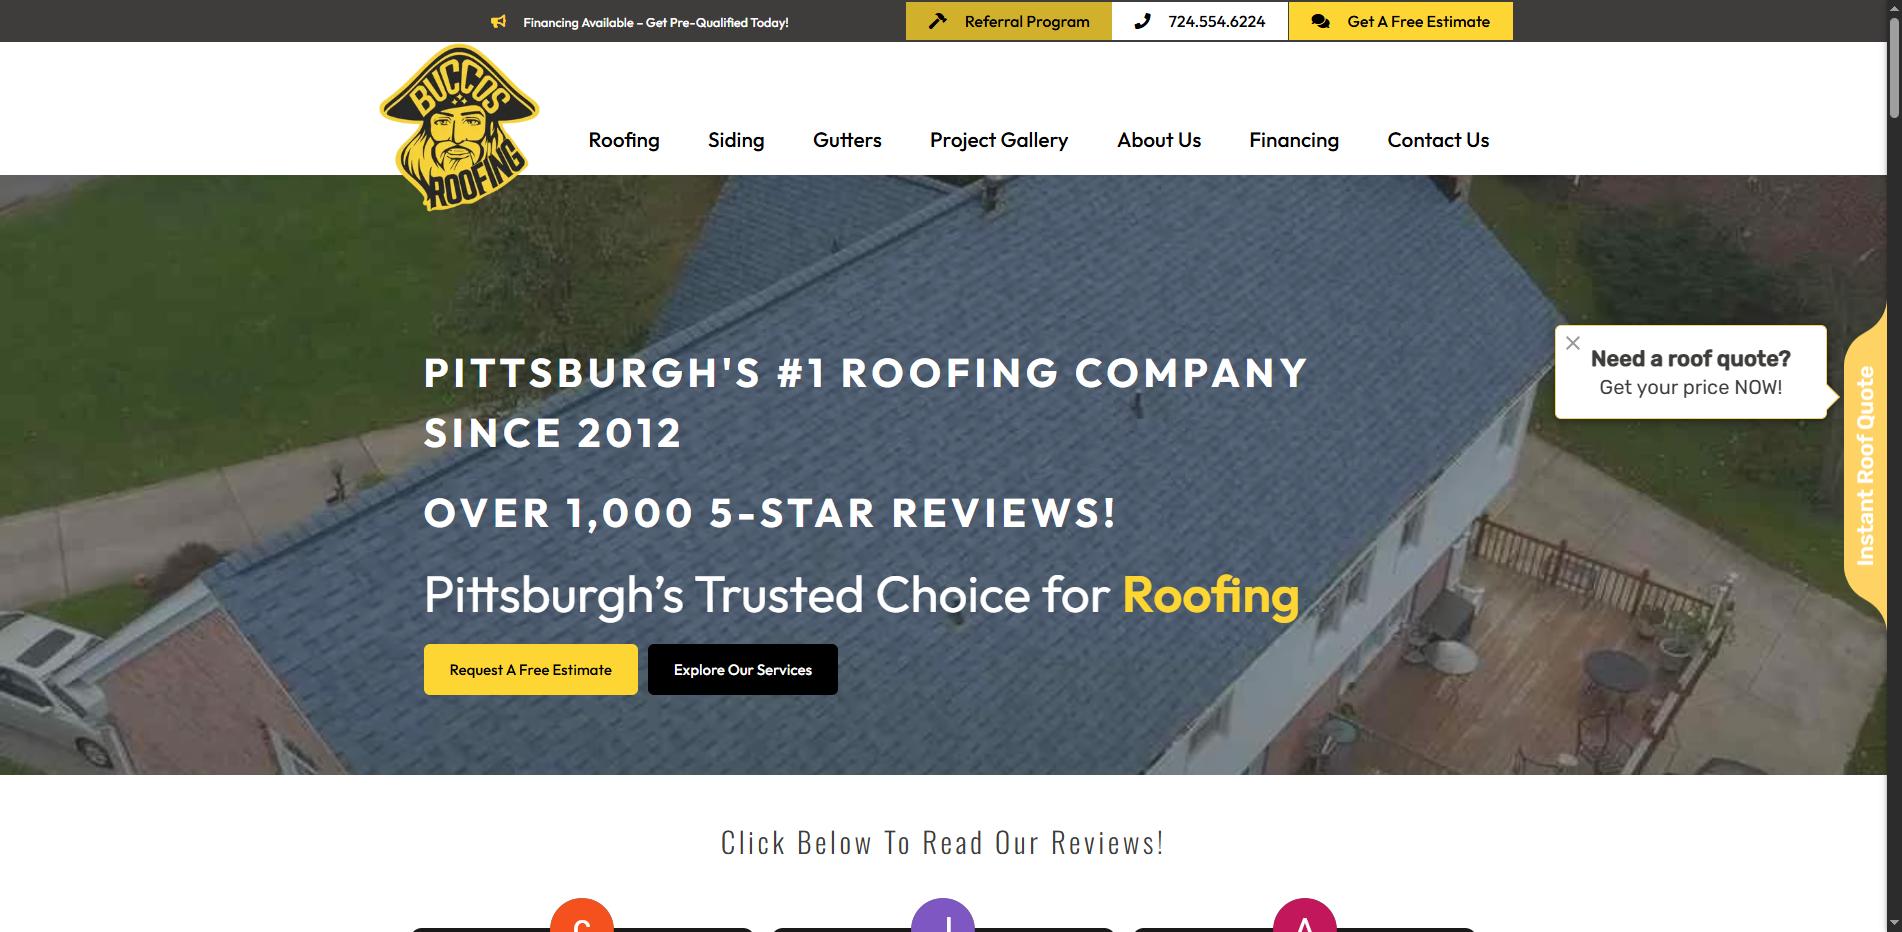 Financing Available – Get Pre-Qualified Today!
Referral Program
724.554.6224
Get A Free Estimate
BUCCOS
ROOFING
Roofing
Siding
Gutters
Project Gallery
About Us
Financing
Contact Us
PITTSBURGH'S #1 ROOFING COMPANY
SINCE 2012
OVER 1,000 5-STAR REVIEWS!
Pittsburgh’s Trusted Choice for Roofing
Request A Free Estimate
Explore Our Services
Need a roof quote?
Get your price NOW!
Instant Roof Quote
Click Below To Read Our Reviews!
A